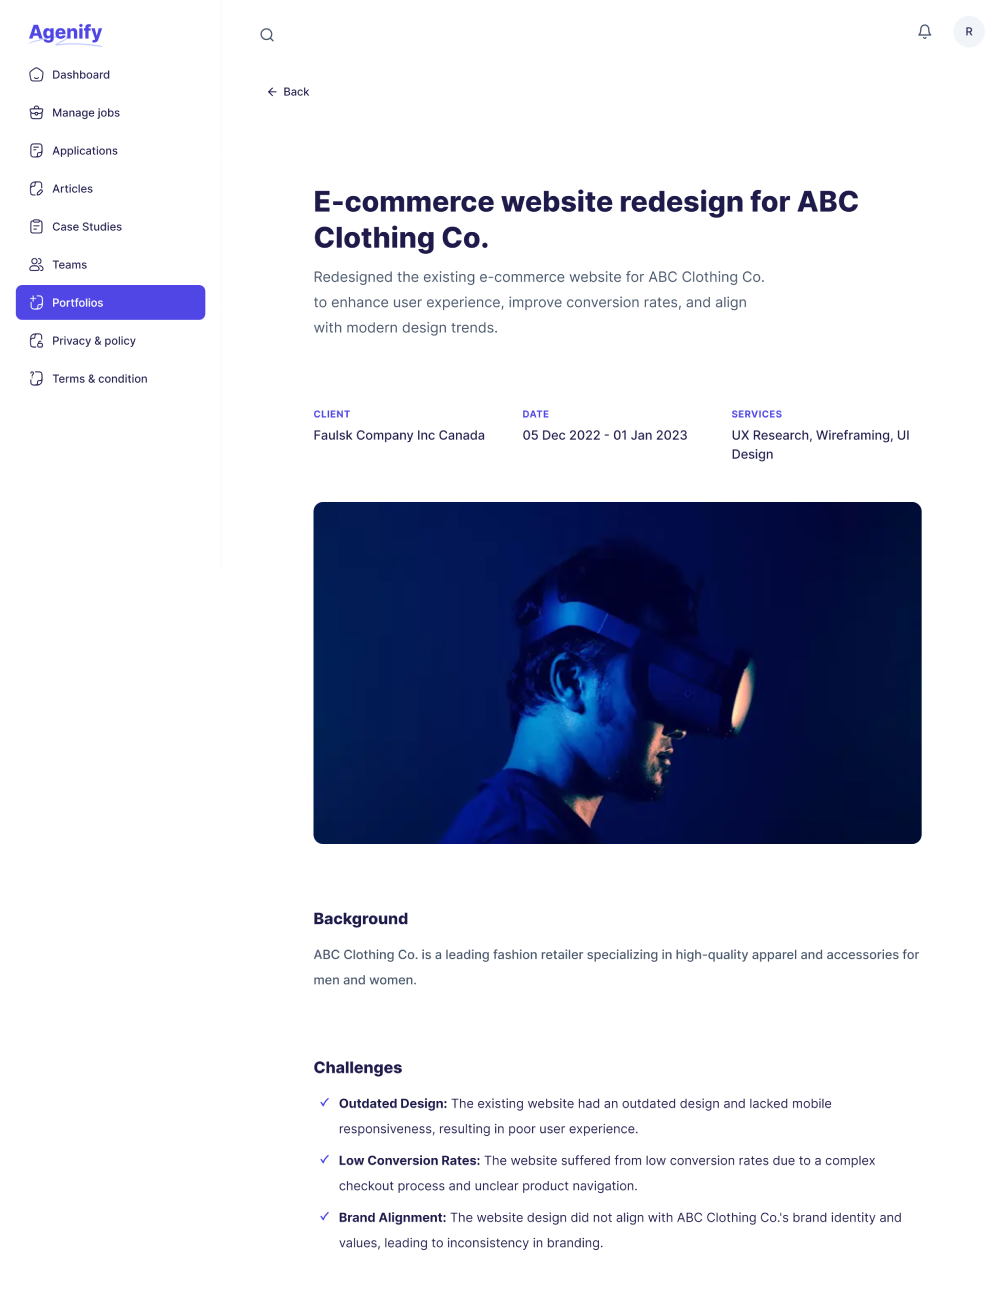 Agenify
R
Dashboard
Manage jobs
Applications
Articles
Case Studies
Teams
Portfolios
Privacy & policy
Terms & condition
Back
E-commerce website redesign for ABC
Clothing Co.
Redesigned the existing e-commerce website for ABC Clothing Co.
to enhance user experience, improve conversion rates, and align
with modern design trends.
CLIENT
Faulsk Company Inc Canada
DATE
05 Dec 2022 - 01 Jan 2023
SERVICES
UX Research, Wireframing, UI
Design
Background
ABC Clothing Co. is a leading fashion retailer specializing in high-quality apparel and accessories for
men and women.
Challenges
Outdated Design: The existing website had an outdated design and lacked mobile
responsiveness, resulting in poor user experience.
Low Conversion Rates: The website suffered from low conversion rates due to a complex
checkout process and unclear product navigation.
Brand Alignment: The website design did not align with ABC Clothing Co.'s brand identity and
values, leading to inconsistency in branding.